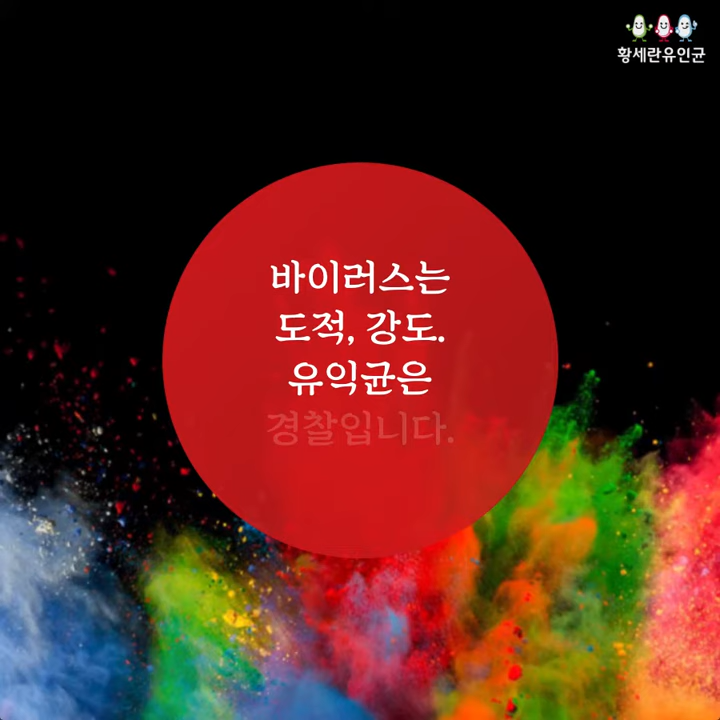 황세란유인균
바이러스는
도적, 강도.
유익균은
경찰입니다.